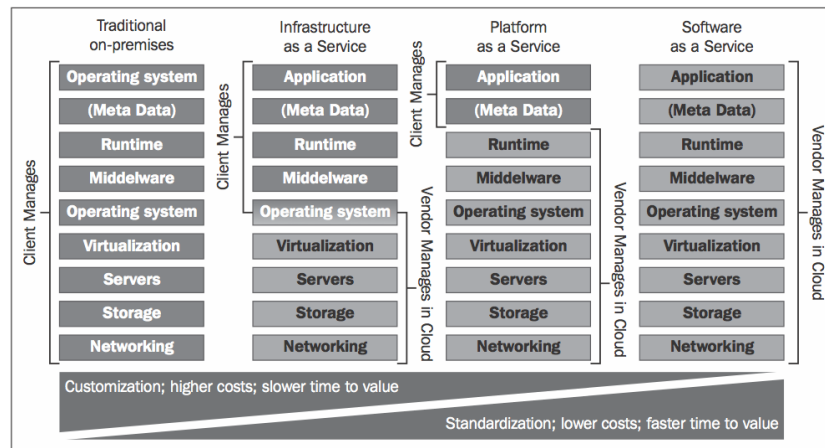 Traditional
on-premises
Client Manages
Operating system
(Meta Data)
Runtime
Middelware
Operating system
Virtualization
Servers
Storage
Networking
Infrastructure
as a Service
Client Manages
Application
(Meta Data)
Runtime
Middelware
Operating system
Virtualization
Servers
Storage
Networking
Vendor Manages in Cloud
Platform
as a Service
Client Manages
Application
(Meta Data)
Runtime
Middelware
Operating system
Virtualization
Servers
Storage
Networking
Vendor Manages in Cloud
Software
as a Service
Application
(Meta Data)
Runtime
Middelware
Operating system
Virtualization
Servers
Storage
Networking
Vendor Manages in Cloud
Customization; higher costs; slower time to value
Standardization; lower costs; faster time to value